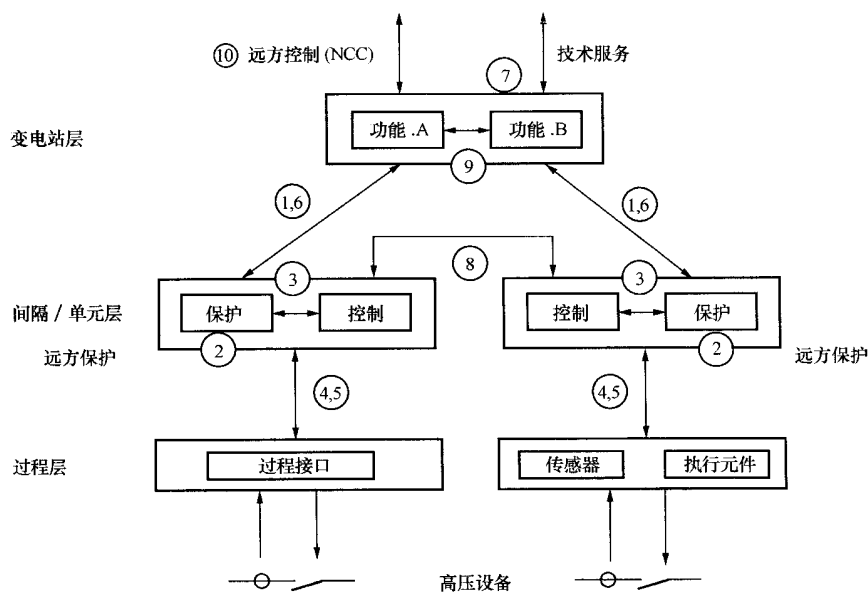 ⑩ 远方控制(NCC)
技术服务
7
变电站层
功能.A
功能.B
9
1,6
1,6
8
3
3
间隔/单元层
保护
控制
控制
保护
2
2
远方保护
远方保护
4,5
4,5
过程层
过程接口
传感器
执行元件
高压设备